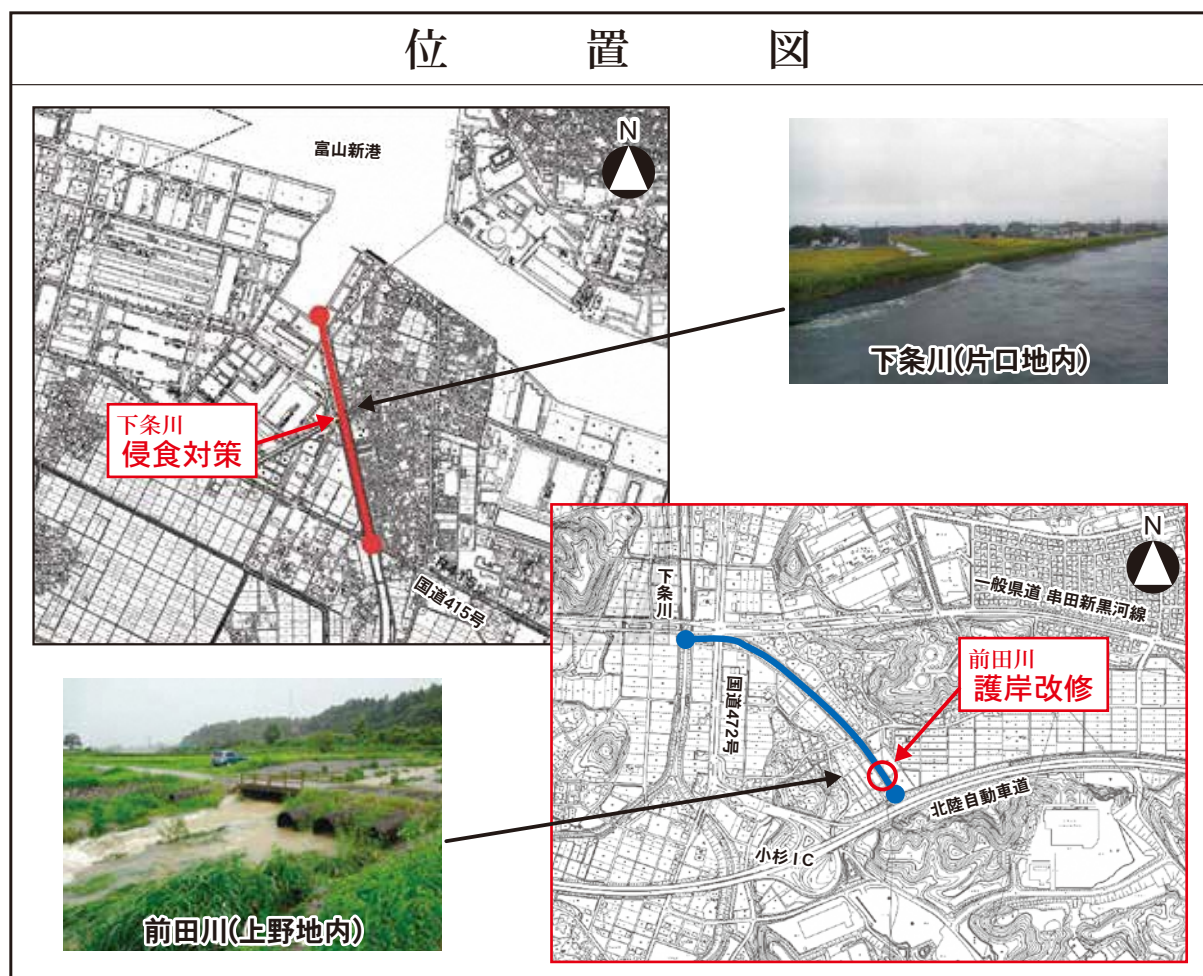 位置図
富山新港
N
下条川
侵食対策
国道415号
下条川(片口地内)
N
下条川
一般県道 串田新黒河線
国道472号
前田川
護岸改修
北陸自動車道
小杉IC
前田川(上野地内)